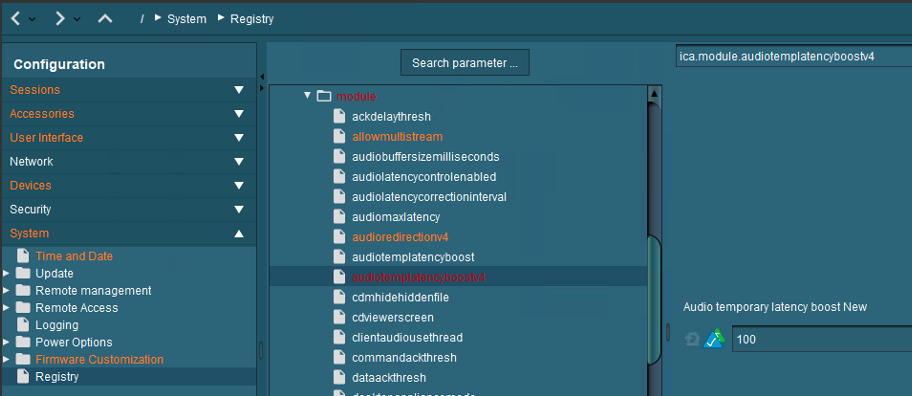 / System Registry
Configuration
Sessions
Accessories
User Interface
Network
Devices
Security
System
Time and Date
Update
Remote management
Remote Access
Logging
Power Options
Firmware Customization
Registry
Search parameter ...
module
ackdelaythresh
allowmultistream
audiobuffersizemilliseconds
audiolatencycontrolenabled
audiolatencycorrectioninterval
audiomaxlatency
audioredirectionv4
audiotemplatencyboost
audiotemplatencyboostv4
cdmhidehiddenfile
cdviewerscreen
clientaudiousethread
commandackthresh
dataackthresh
ica.module.audiotemplatencyboostv4
Audio temporary latency boost New
100